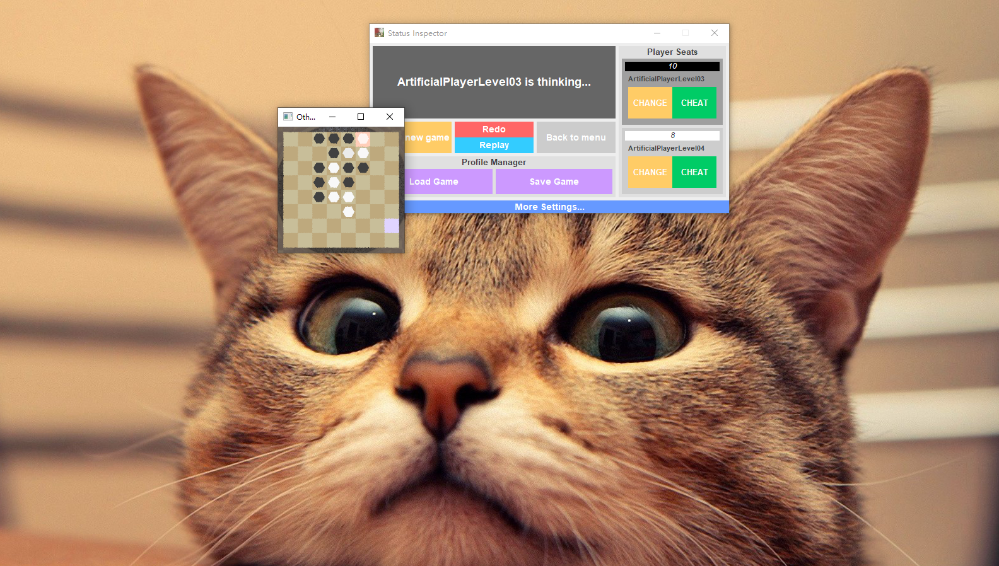 Status Inspector
ArtificialPlayerLevel03 is thinking...
Player Seats
10
ArtificialPlayerLevel03
CHANGE
CHEAT
Oth...
new game
Redo
Replay
Back to menu
8
ArtificialPlayerLevel04
CHANGE
CHEAT
Profile Manager
Load Game
Save Game
More Settings...